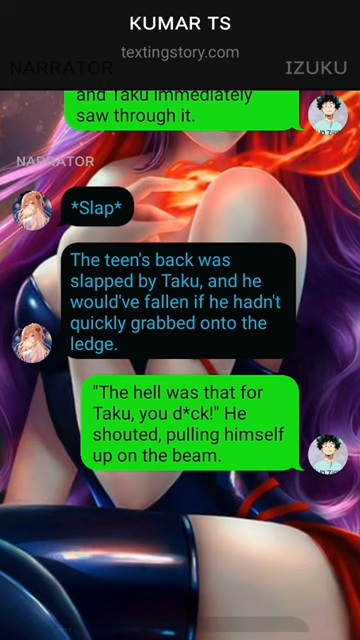 KUMAR TS
textingstory.com
NARRATOR
IZUKU
and Taku immediately
saw through it.
NARRATOR
*Slap*
The teen's back was
slapped by Taku, and he
would've fallen if he hadn't
quickly grabbed onto the
ledge.
"The hell was that for
Taku, you d*ck!" He
shouted, pulling himself
up on the beam.